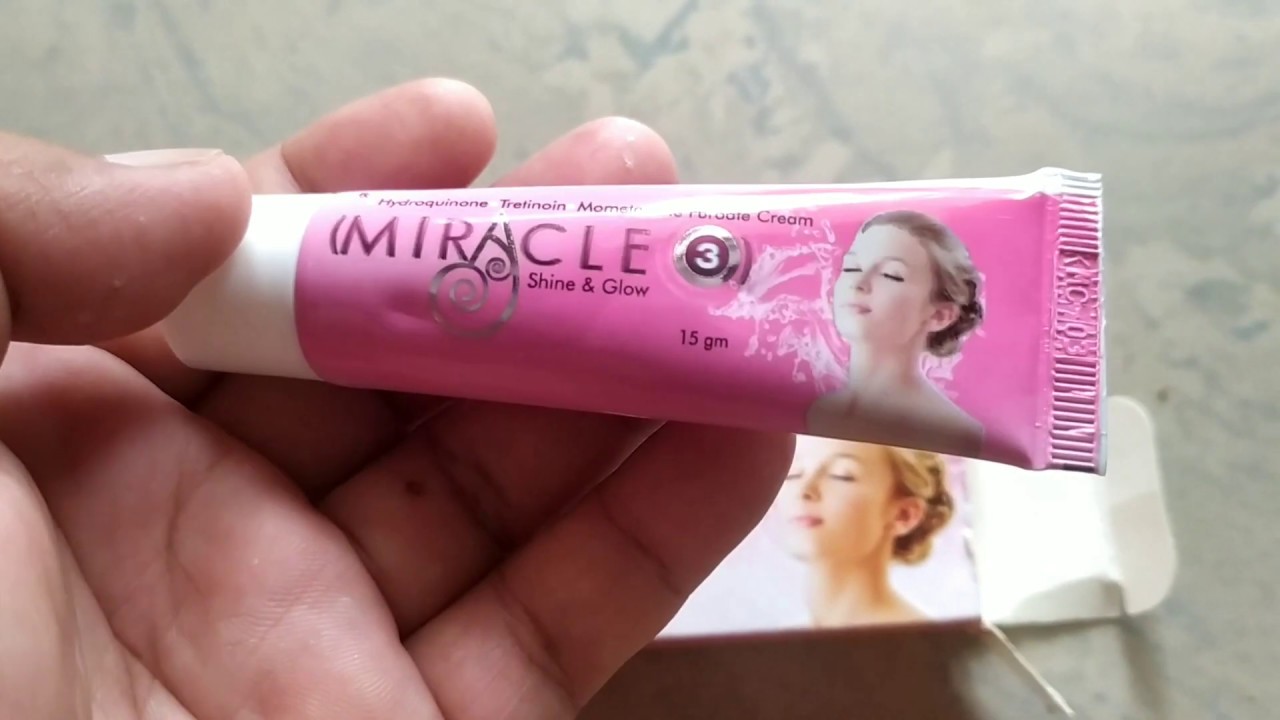 Hydroquinone Tretinoin Cream
MIRACLE 3
Shine & Glow
15 gm